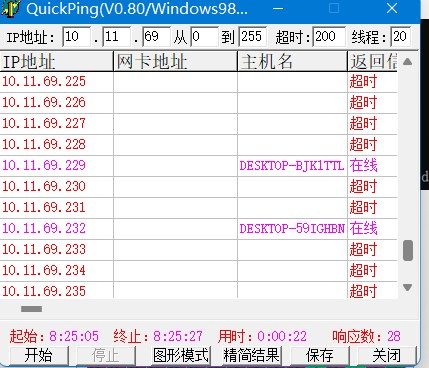 QuickPing(V0.80/Windows98...
IP地址: 10 . 11 . 69 从 0 到 255 超时: 200 线程: 20
IP地址 网卡地址 主机名 返回信
10.11.69.225 超时
10.11.69.226 超时
10.11.69.227 超时
10.11.69.228 超时
10.11.69.229 DESKTOP-BJK1TTL 在线
10.11.69.230 超时
10.11.69.231 超时
10.11.69.232 DESKTOP-59IGHBN 在线
10.11.69.233 超时
10.11.69.234 超时
10.11.69.235 超时
起始: 8:25:05 终止: 8:25:27 用时: 0:00:22 响应数: 28
开始 停止 图形模式 精简结果 保存 关闭